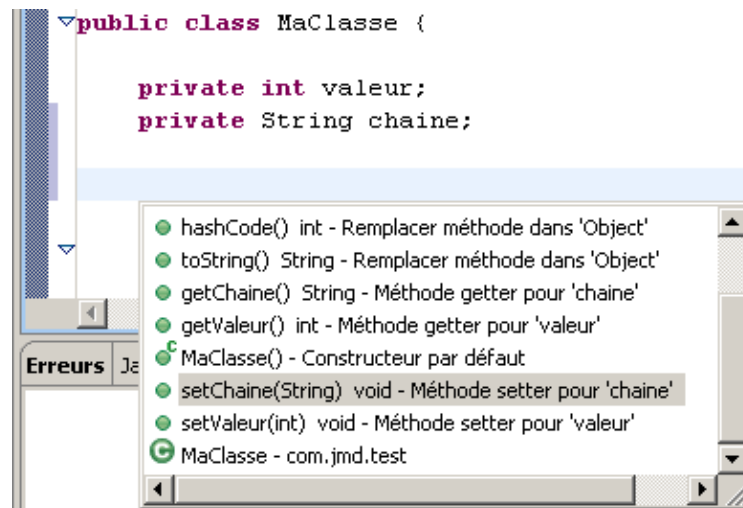 public class MaClasse {
private int valeur;
private String chaine;
hashCode() int - Remplacer méthode dans 'Object'
toString() String - Remplacer méthode dans 'Object'
getChaine() String - Méthode getter pour 'chaine'
getValeur() int - Méthode getter pour 'valeur'
MaClasse() - Constructeur par défaut
Erreurs Ja
setChaine(String) void - Méthode setter pour 'chaine'
setValeur(int) void - Méthode setter pour 'valeur'
MaClasse - com.jmd.test